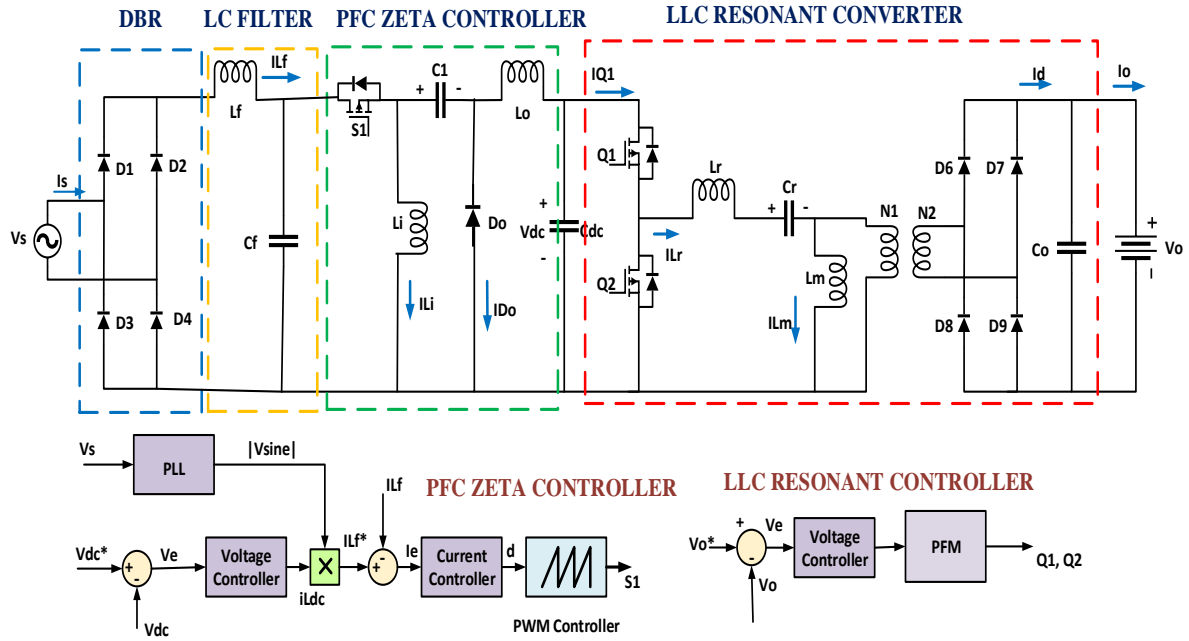 DBR
LC FILTER
PFC ZETA CONTROLLER
LLC RESONANT CONVERTER
ILf
Lf
S1
C1
+ -
Lo
IQ1
Id
Io
D1
D2
Q1
Lr
Cr
+ -
N1
N2
D6
D7
Is
Vs
Cf
Li
Do
+
Vdc
-
Cdc
ILr
Lm
Co
+
Vo
-
Q2
D3
D4
ILi
IDo
ILm
D8
D9
Vs
PLL
|Vsine|
ILf
PFC ZETA CONTROLLER
LLC RESONANT CONTROLLER
Vdc*
+
-
Ve
Voltage
Controller
X
iLdc
ILf*
-
+
Ie
Current
Controller
d
S1
PWM Controller
Vdc
+
Vo*
-
Ve
Voltage
Controller
PFM
Q1, Q2
Vo